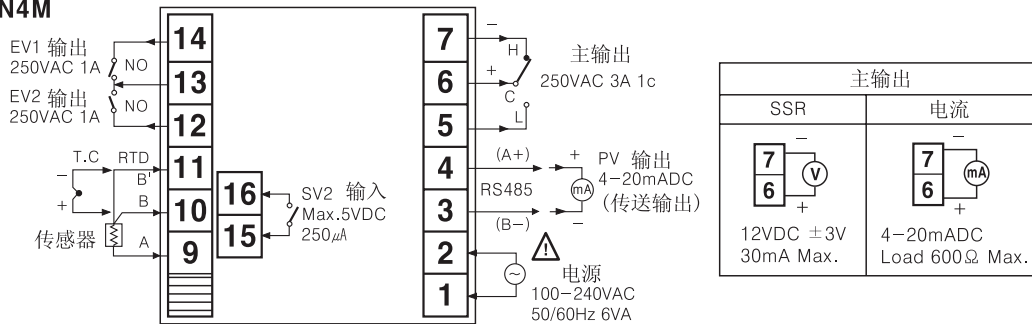 N4M
EV1 输出
250VAC 1A
NO
EV2 输出
250VAC 1A
NO
14
13
12
11
10
9
T.C
RTD
−
+
B'
B
A
传感器
16
15
SV2 输入
Max.5VDC
250µA
7
6
5
4
3
2
1
−
H
+
C
L
主输出
250VAC 3A 1c
(A+)
RS485
(B−)
+
mA
−
PV 输出
4−20mADC
(传送输出)
!
~
电源
100−240VAC
50/60Hz 6VA
主输出
SSR
7
6
−
V
+
12VDC ±3V
30mA Max.
电流
7
6
−
mA
+
4−20mADC
Load 600Ω Max.